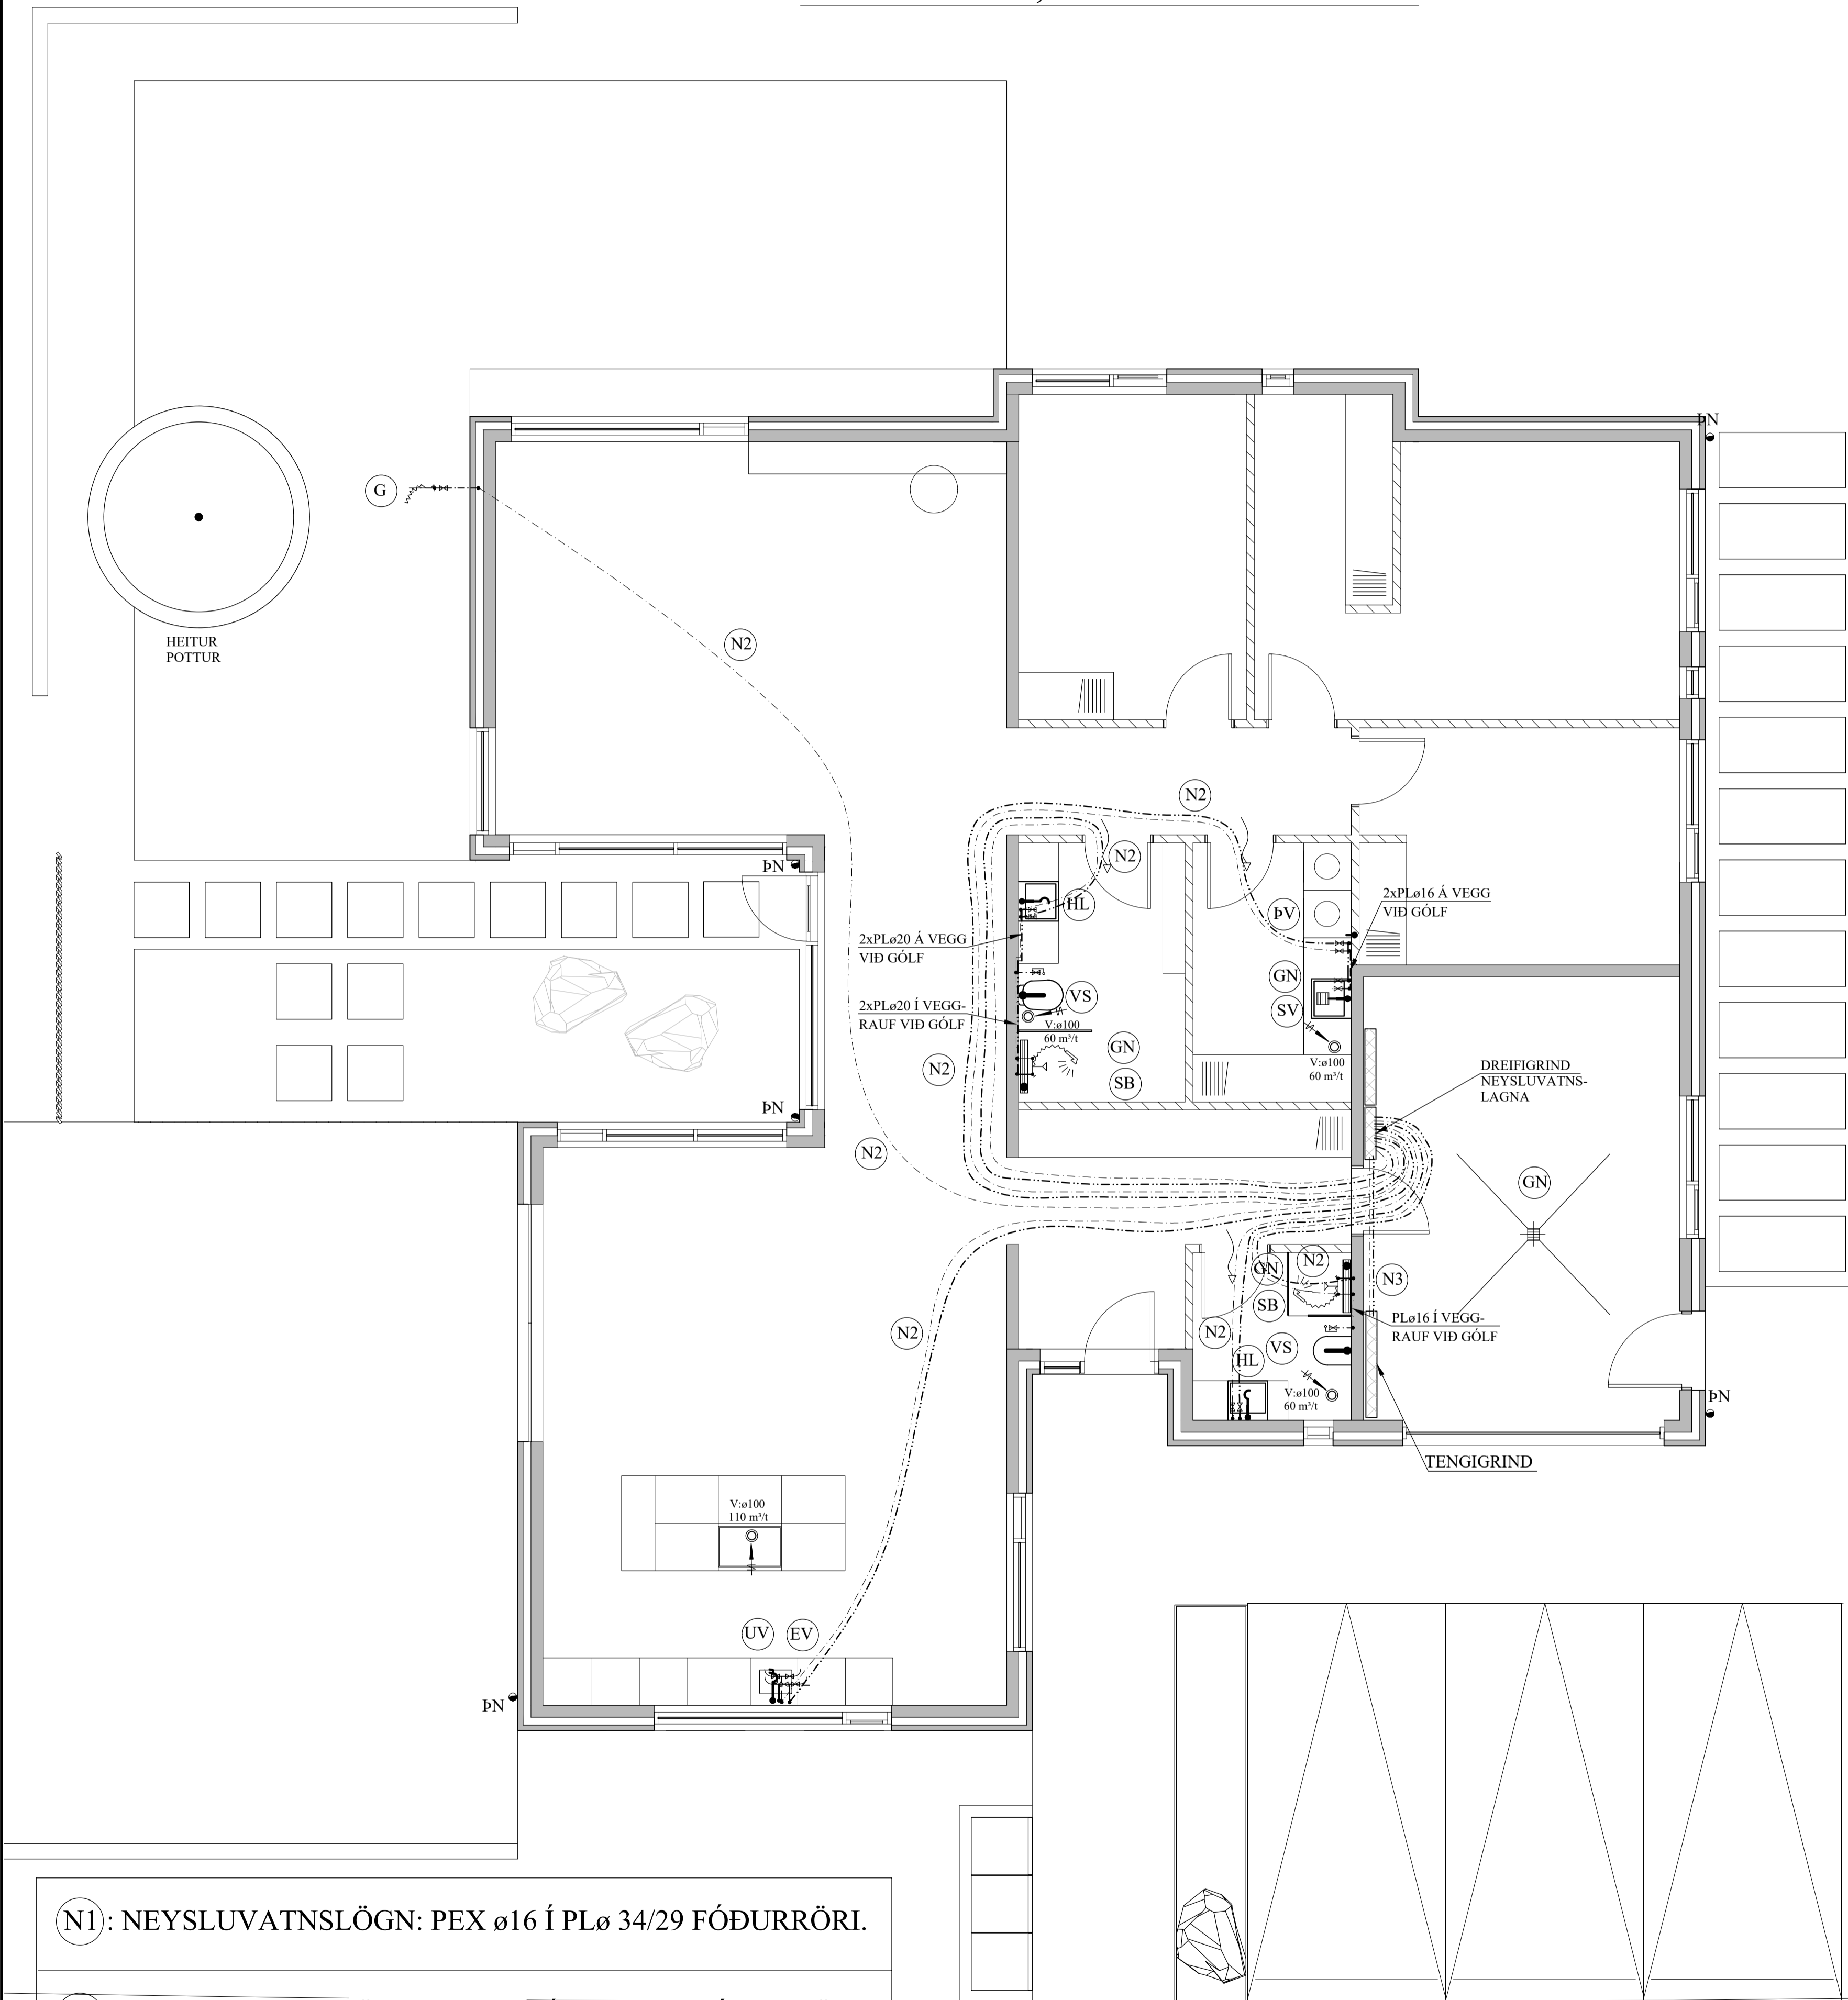 ÞN
G
HEITUR
POTTUR
N2
N2
N2
ÞN
HL
ÞV
2xPLø16 Á VEGG
VIÐ GÓLF
2xPLø20 Á VEGG
VIÐ GÓLF
GN
VS
SV
2xPLø20 Í VEGG-
RAUF VIÐ GÓLF
V:ø100
60 m³/t
GN
N2
SB
V:ø100
60 m³/t
DREIFIGRIND
NEYSLUVATNS-
LAGNA
ÞN
N2
GN
GN
N2
N3
SB
PLø16 Í VEGG-
RAUF VIÐ GÓLF
N2
N2
VS
HL
V:ø100
60 m³/t
ÞN
TENGIGRIND
V:ø100
110 m³/t
UV
EV
ÞN
N1 : NEYSLUVATNSLÖGN: PEX ø16 Í PLø 34/29 FÓÐURRÖRI.